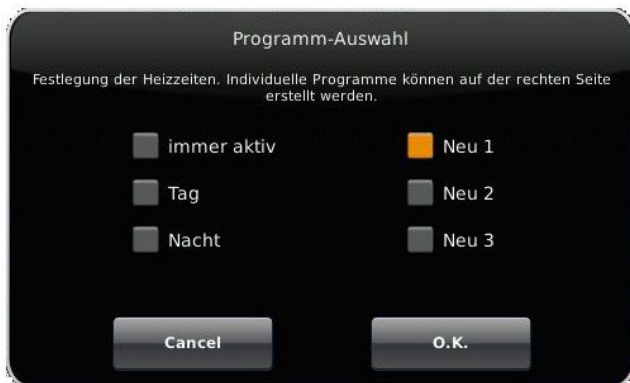 Programm-Auswahl
Festlegung der Heizzeiten. Individuelle Programme können auf der rechten Seite
erstellt werden.
immer aktiv
Neu 1
Tag
Neu 2
Nacht
Neu 3
Cancel
O.K.